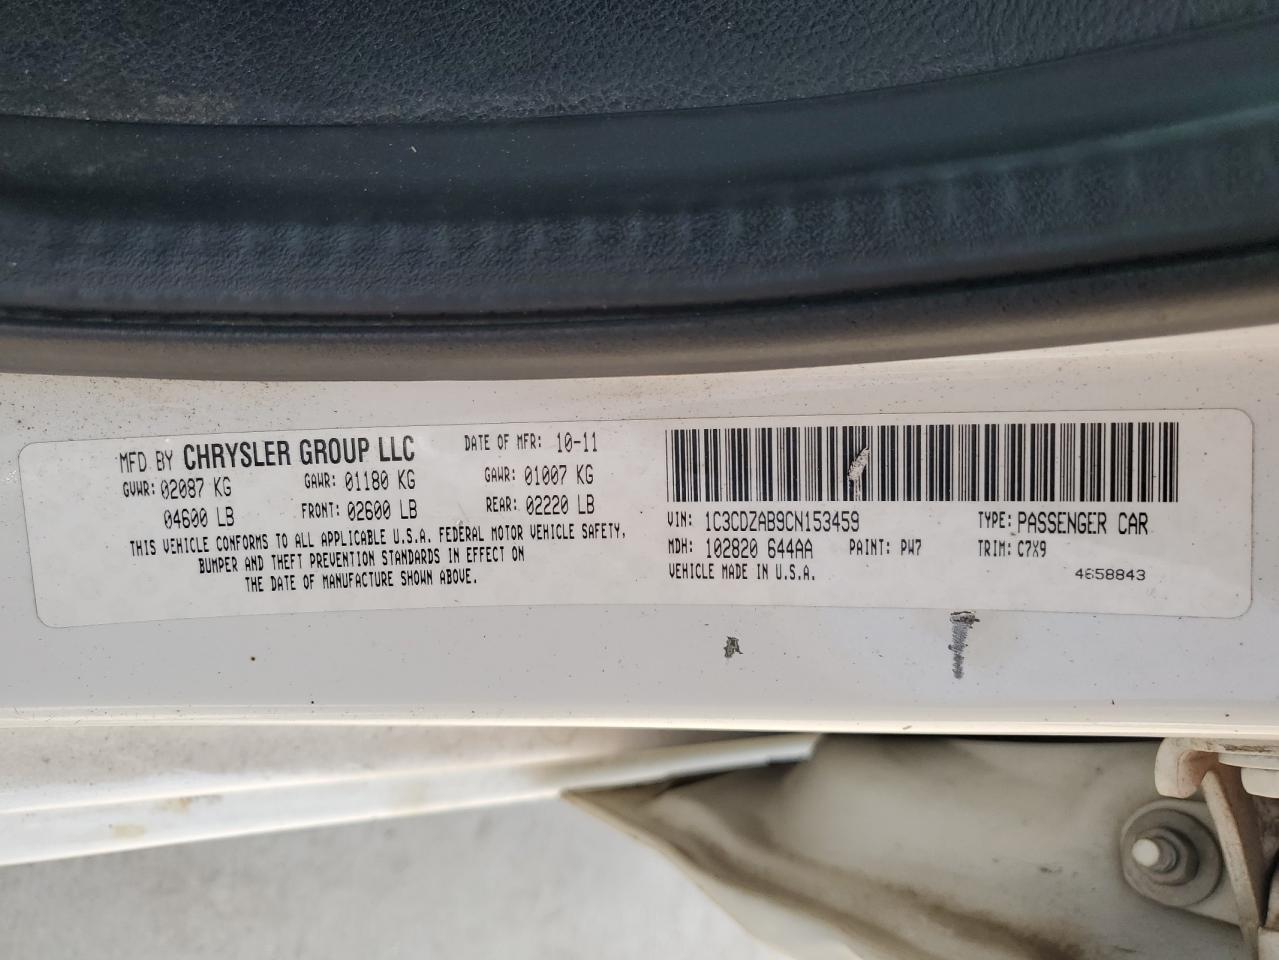 MFD BY CHRYSLER GROUP LLC DATE OF MFR: 10-11
GVWR: 02087 KG GAWR: 01180 KG GAWR: 01007 KG
04600 LB FRONT: 02600 LB REAR: 02220 LB
THIS VEHICLE CONFORMS TO ALL APPLICABLE U.S.A. FEDERAL MOTOR VEHICLE SAFETY,
BUMPER AND THEFT PREVENTION STANDARDS IN EFFECT ON
THE DATE OF MANUFACTURE SHOWN ABOVE.
VIN: 1C3CDZAB9CN153459 TYPE: PASSENGER CAR
MDH: 102820 644AA PAINT: PW7 TRIM: C7X9
VEHICLE MADE IN U.S.A. 4658843